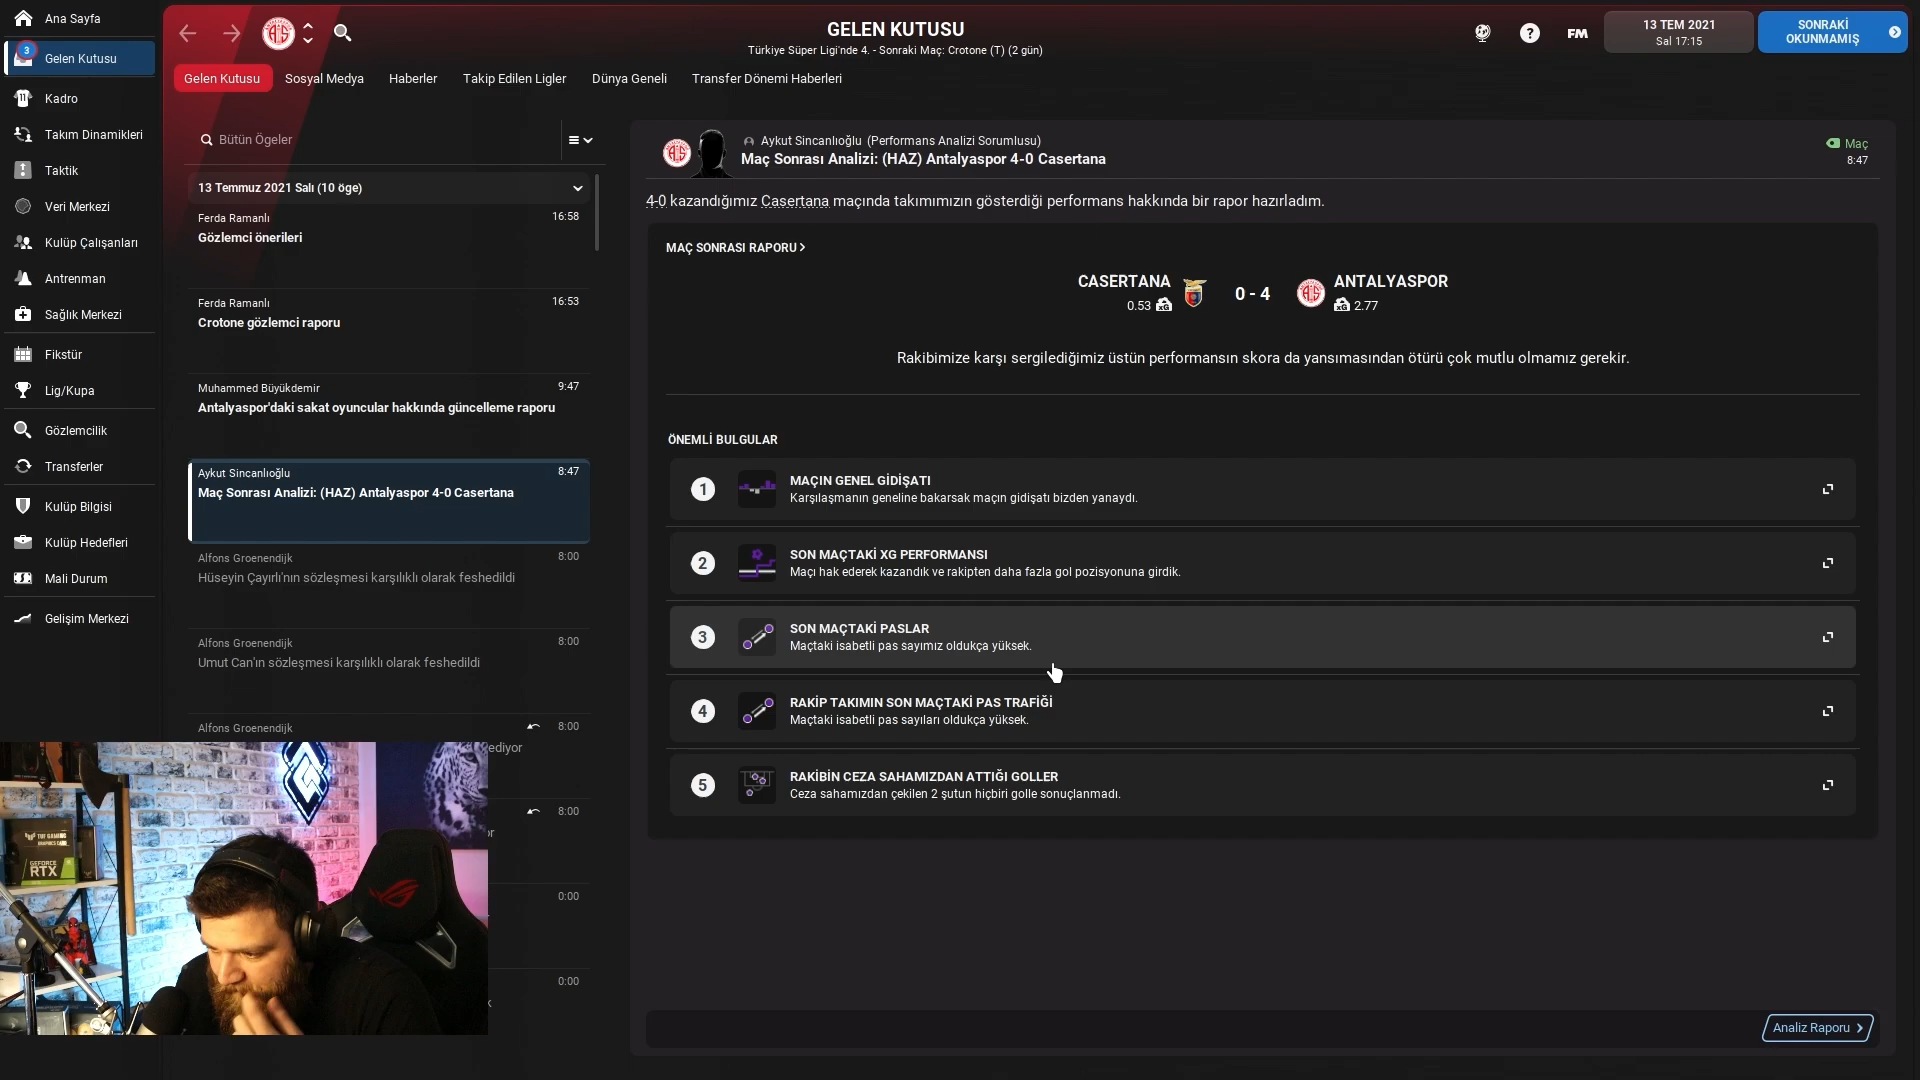 Ana Sayfa
3
Gelen Kutusu
Kadro
Takım Dinamikleri
Taktik
Veri Merkezi
Kulüp Çalışanları
Antrenman
Sağlık Merkezi
Fikstür
Lig/Kupa
Gözlemcilik
Transferler
Kulüp Bilgisi
Kulüp Hedefleri
Mali Durum
Gelişim Merkezi
GELEN KUTUSU
Türkiye Süper Ligi'nde 4. - Sonraki Maç: Crotone (T) (2 gün)
?
FM
13 TEM 2021
Sal 17:15
SONRAKİ
OKUNMAMIŞ
Gelen Kutusu Sosyal Medya Haberler Takip Edilen Ligler Dünya Geneli Transfer Dönemi Haberleri
Bütün Ögeler
13 Temmuz 2021 Salı (10 öge)
Ferda Ramanlı 16:58
Gözlemci önerileri
Ferda Ramanlı 16:53
Crotone gözlemci raporu
Muhammed Büyükdemir 9:47
Antalyaspor'daki sakat oyuncular hakkında güncelleme raporu
Aykut Sincanlıoğlu 8:47
Maç Sonrası Analizi: (HAZ) Antalyaspor 4-0 Casertana
Alfons Groenendijk 8:00
Hüseyin Çayırlı'nın sözleşmesi karşılıklı olarak feshedildi
Alfons Groenendijk 8:00
Umut Can'ın sözleşmesi karşılıklı olarak feshedildi
Alfons Groenendijk 8:00
ediyor
8:00
or
0:00
0:00
k
Aykut Sincanlıoğlu (Performans Analizi Sorumlusu)
Maç Sonrası Analizi: (HAZ) Antalyaspor 4-0 Casertana
Maç
8:47
4-0 kazandığımız Casertana maçında takımımızın gösterdiği performans hakkında bir rapor hazırladım.
MAÇ SONRASI RAPORU
CASERTANA 0 - 4 ANTALYASPOR
0.53 xG xG 2.77
Rakibimize karşı sergilediğimiz üstün performansın skora da yansımasından ötürü çok mutlu olmamız gerekir.
ÖNEMLİ BULGULAR
1
MAÇIN GENEL GİDİŞATI
Karşılaşmanın geneline bakarsak maçın gidişatı bizden yanaydı.
2
SON MAÇTAKİ XG PERFORMANSI
Maçı hak ederek kazandık ve rakipten daha fazla gol pozisyonuna girdik.
3
SON MAÇTAKİ PASLAR
Maçtaki isabetli pas sayımız oldukça yüksek.
4
RAKİP TAKIMIN SON MAÇTAKİ PAS TRAFİĞİ
Maçtaki isabetli pas sayıları oldukça yüksek.
5
RAKİBİN CEZA SAHAMIZDAN ATTIĞI GOLLER
Ceza sahamızdan çekilen 2 şutun hiçbiri golle sonuçlanmadı.
Analiz Raporu
TUF GAMING
GEFORCE
RTX